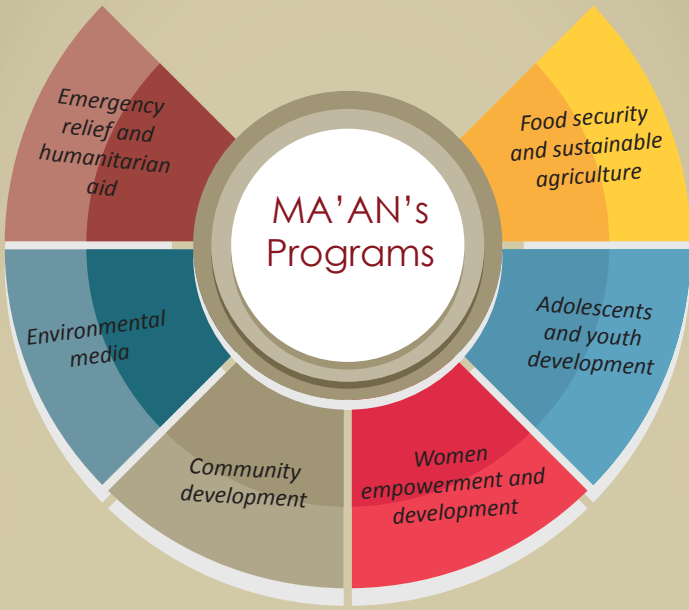 MA’AN’s
Programs
Emergency
relief and
humanitarian
aid
Environmental
media
Community
development
Women
empowerment and
development
Adolescents
and youth
development
Food security
and sustainable
agriculture